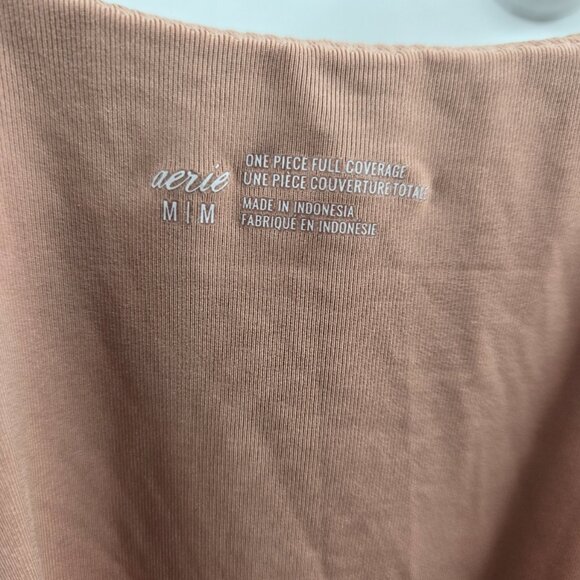 aerie
M | M
ONE PIECE FULL COVERAGE
UNE PIÈCE COUVERTURE TOTALE
MADE IN INDONESIA
FABRIQUÉ EN INDONÉSIE